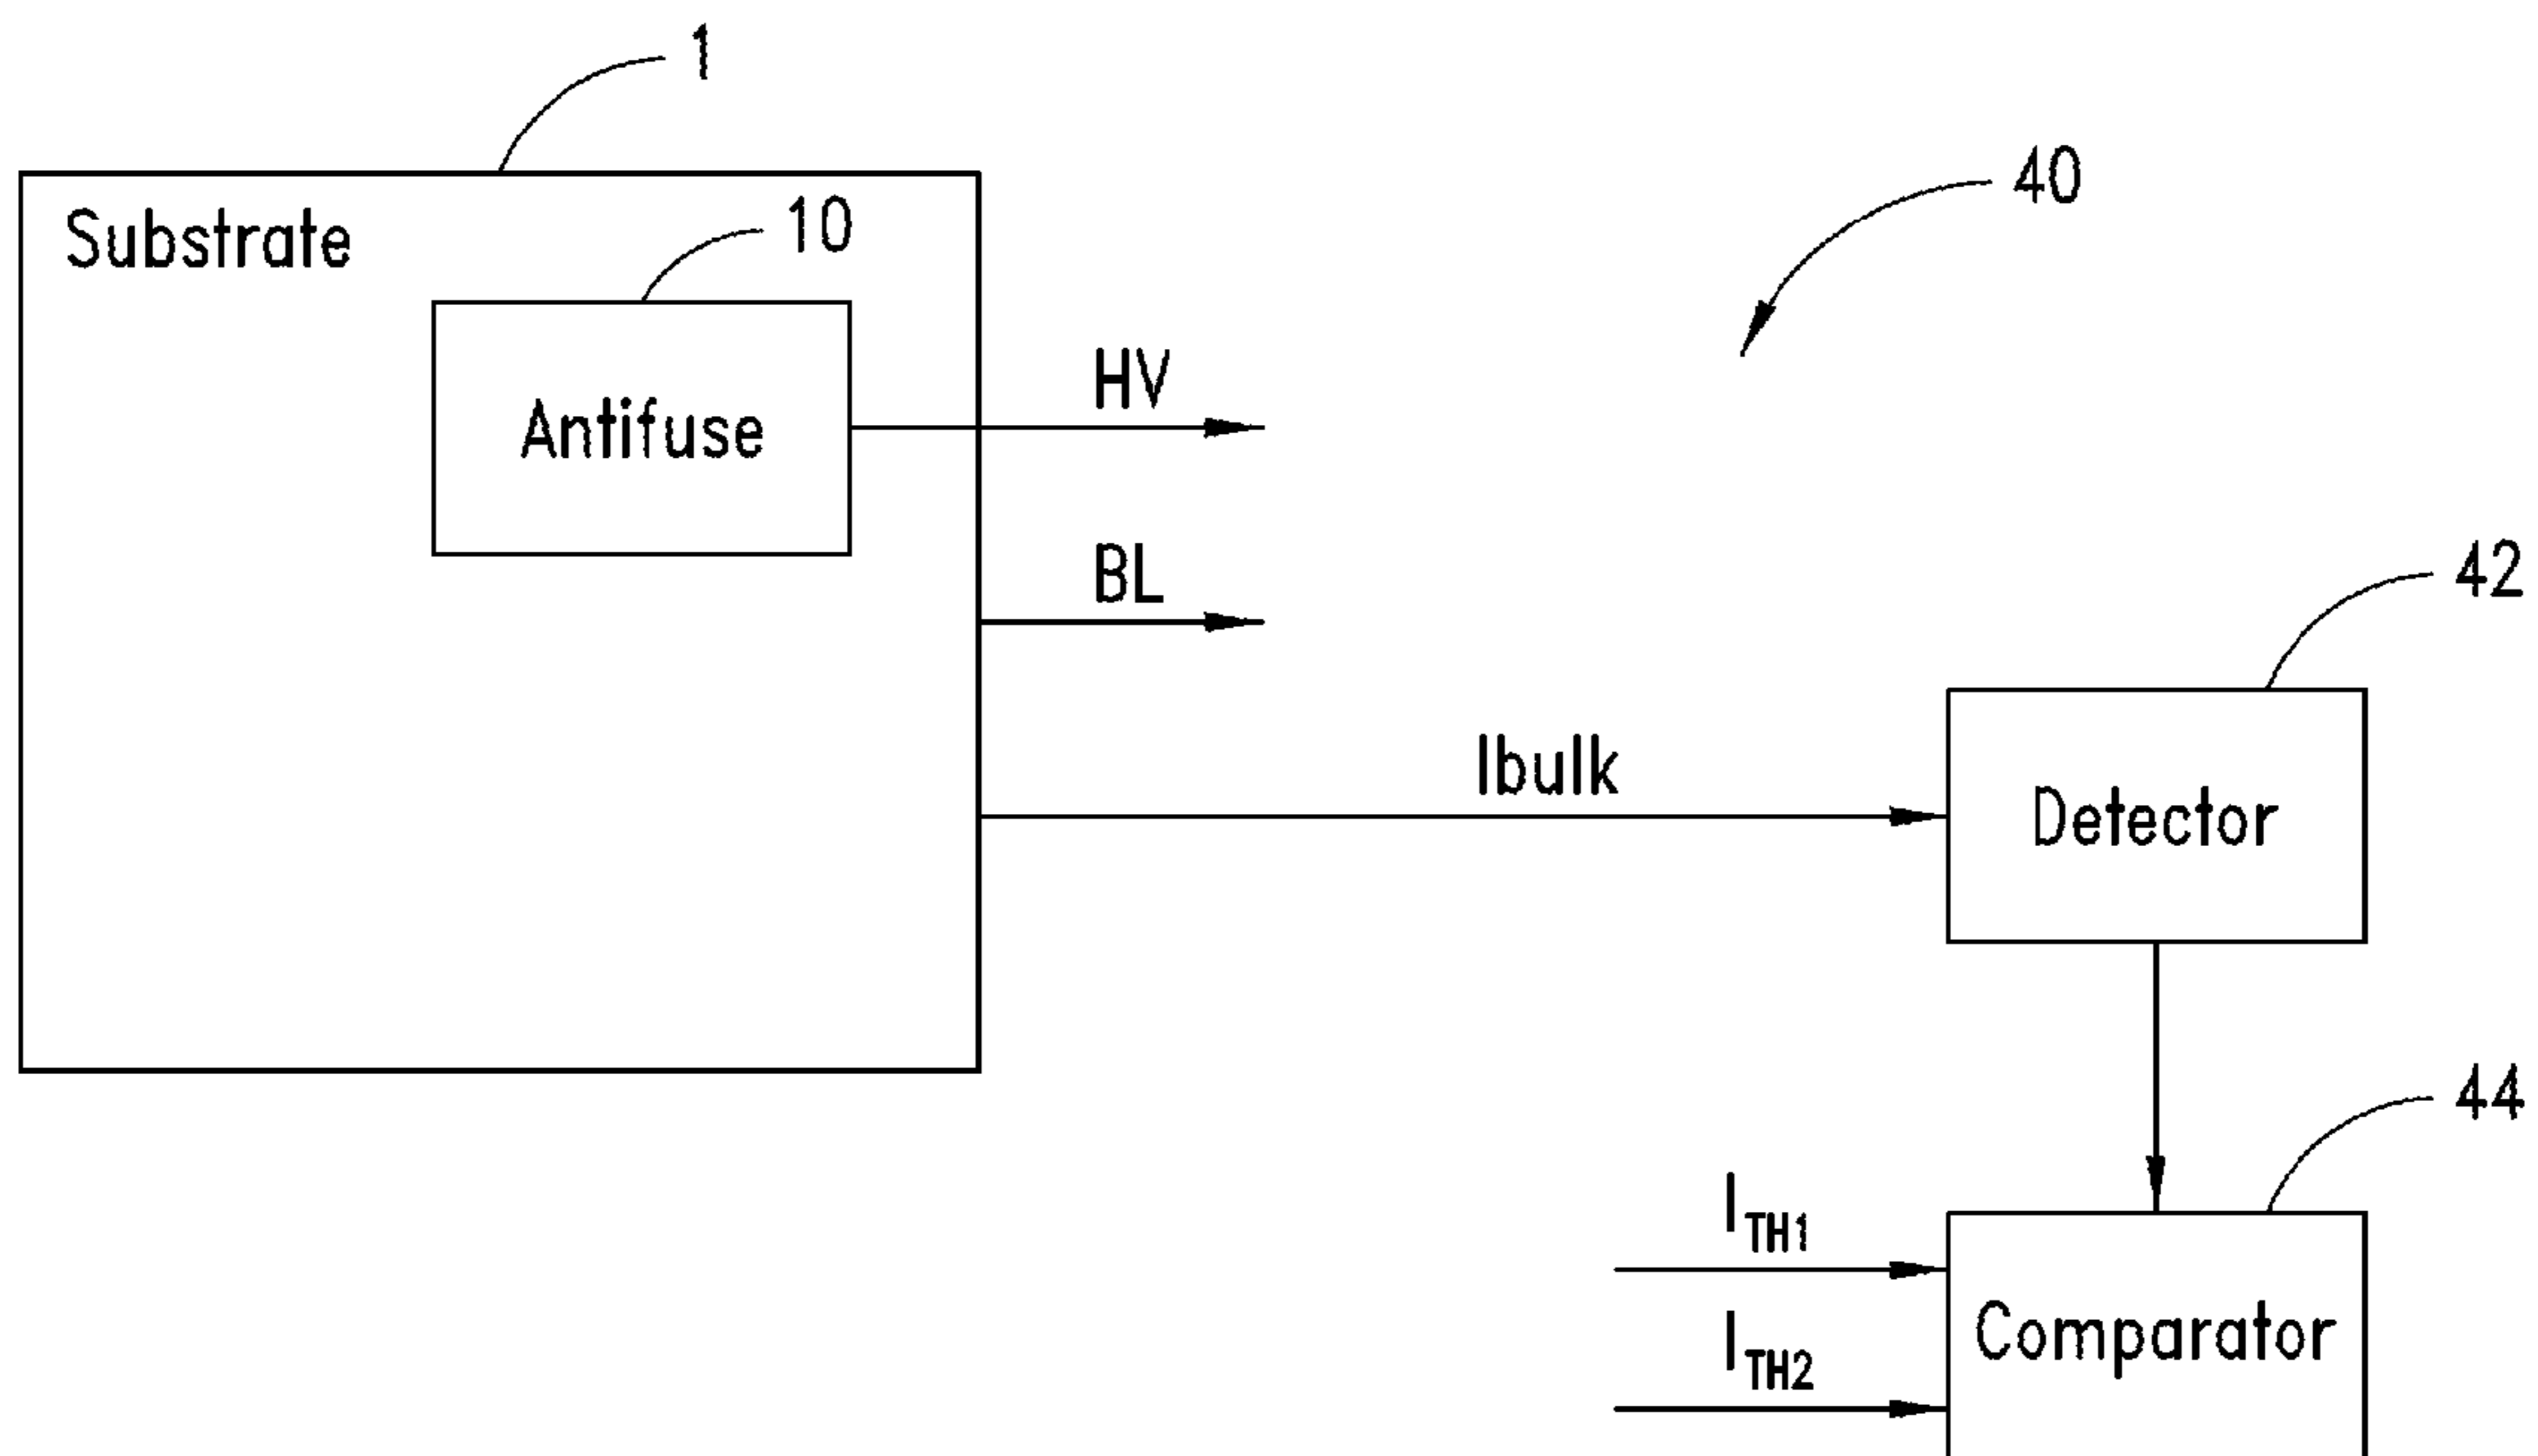 1
40
Substrate
10
Antifuse
HV
BL
42
Ibulk
Detector
44
I_TH1
I_TH2
Comparator